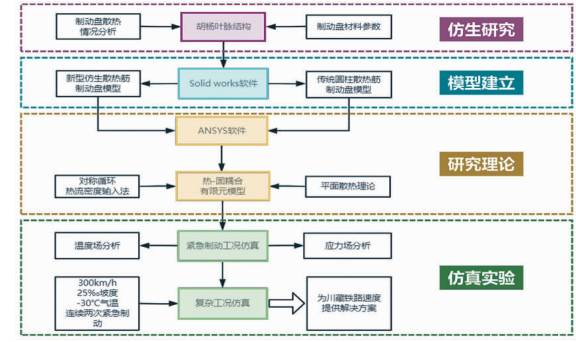 制动盘散热
情况分析
胡杨叶脉结构
制动盘材料参数
仿生研究
新型仿生散热筋
制动盘模型
Solid works软件
传统圆柱散热筋
制动盘模型
模型建立
ANSYS软件
对称循环
热流密度输入法
热-固耦合
有限元模型
平面散热理论
研究理论
温度场分析
紧急制动工况仿真
应力场分析
300km/h
25‰坡度
-30℃气温
连续两次紧急制
动
复杂工况仿真
为川藏铁路速度
提供解决方案
仿真实验